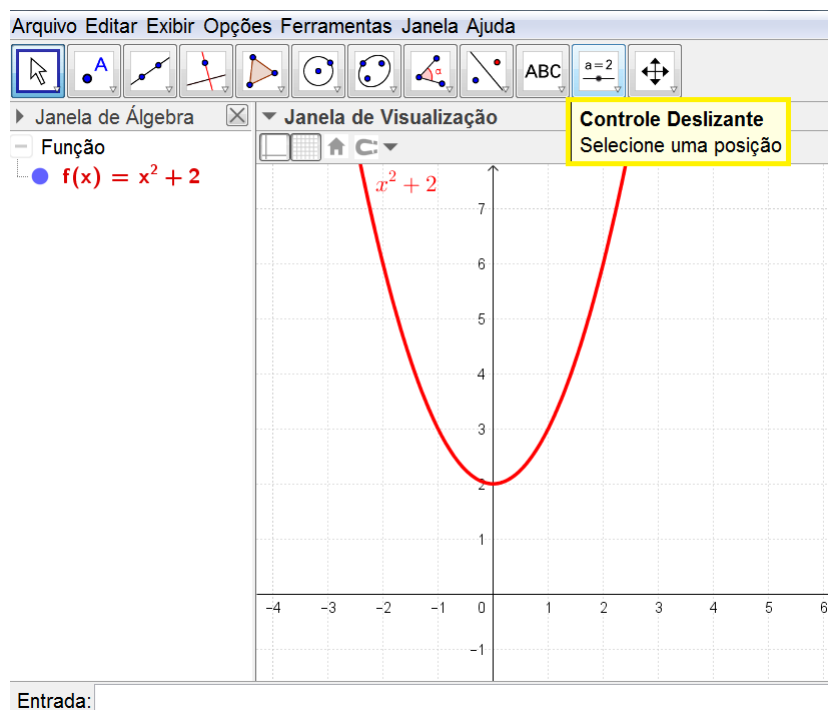 Arquivo Editar Exibir Opções Ferramentas Janela Ajuda
A α ABC a=2
Controle Deslizante
Selecione uma posição
Janela de Álgebra
Janela de Visualização
Função
f(x) = x² + 2
x² + 2
7
6
5
4
3
2
1
−4 −3 −2 −1 0 1 2 3 4 5 6
−1
Entrada: